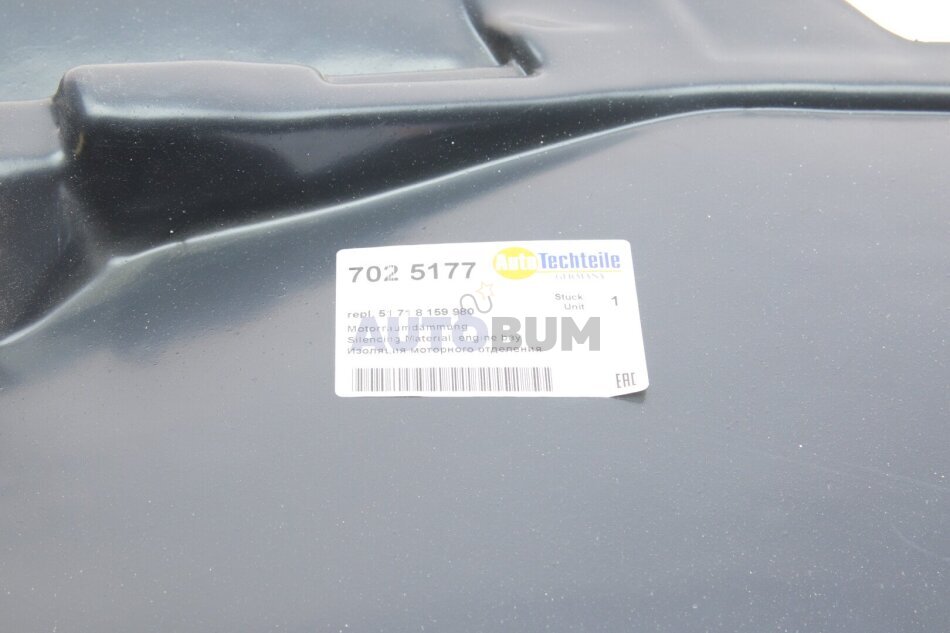 702 5177
AutoTechteile
GERMANY
repl. 51 71 8 159 980
Stuck
Unit
1
Motorraumdämmung
Silencing Material, engine bay
Изоляция моторного отделения
AUTOBUM
EAC